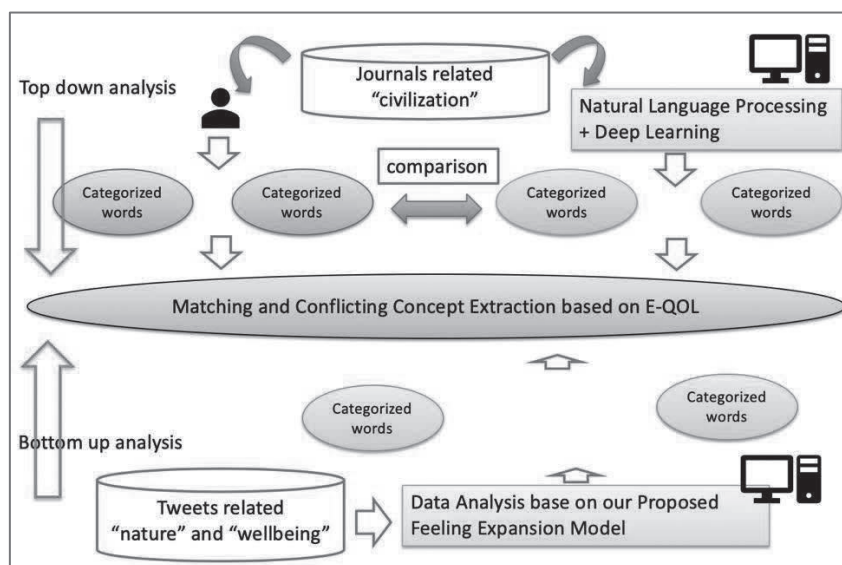 Journals related
“civilization”
Top down analysis
Natural Language Processing
+ Deep Learning
comparison
Categorized
words
Categorized
words
Categorized
words
Categorized
words
Matching and Conflicting Concept Extraction based on E-QOL
Categorized
words
Categorized
words
Bottom up analysis
Tweets related
“nature” and “wellbeing”
Data Analysis base on our Proposed
Feeling Expansion Model